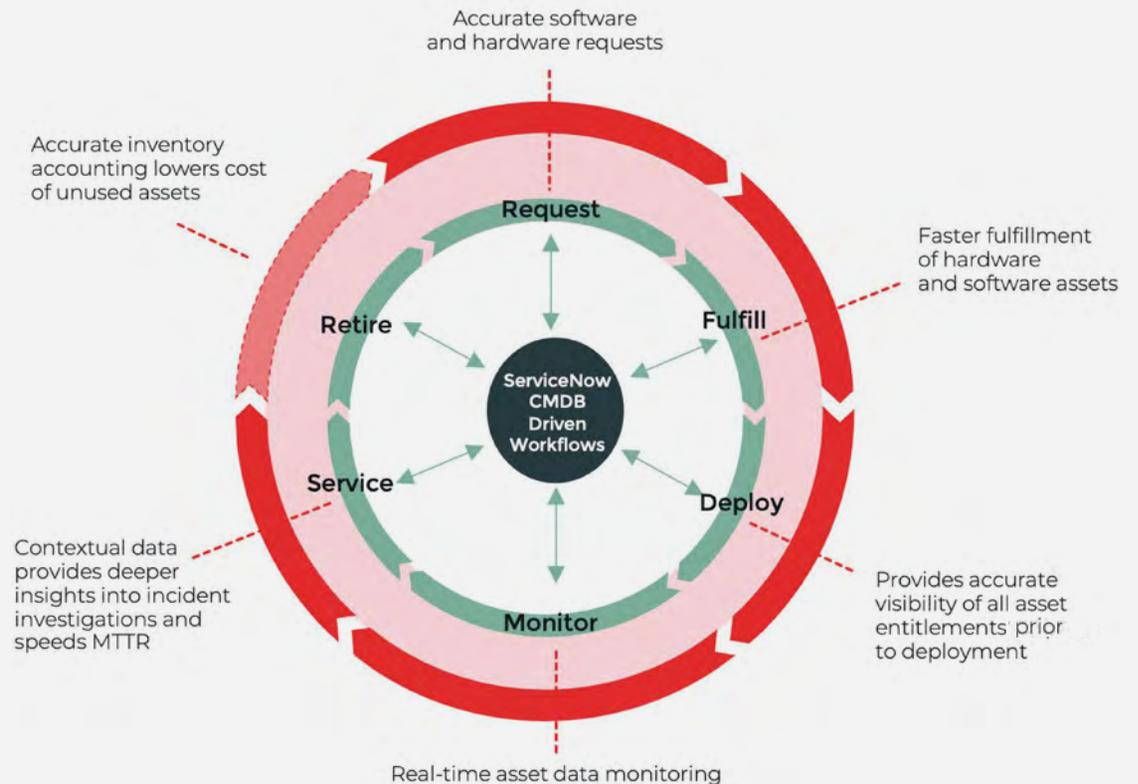 Accurate software
and hardware requests
Accurate inventory
accounting lowers cost
of unused assets
Request
Faster fulfillment
of hardware
and software assets
Retire
Fulfill
ServiceNow
CMDB
Driven
Workflows
Service
Deploy
Contextual data
provides deeper
insights into incident
investigations and
speeds MTTR
Monitor
Provides accurate
visibility of all asset
entitlements prior
to deployment
Real-time asset data monitoring